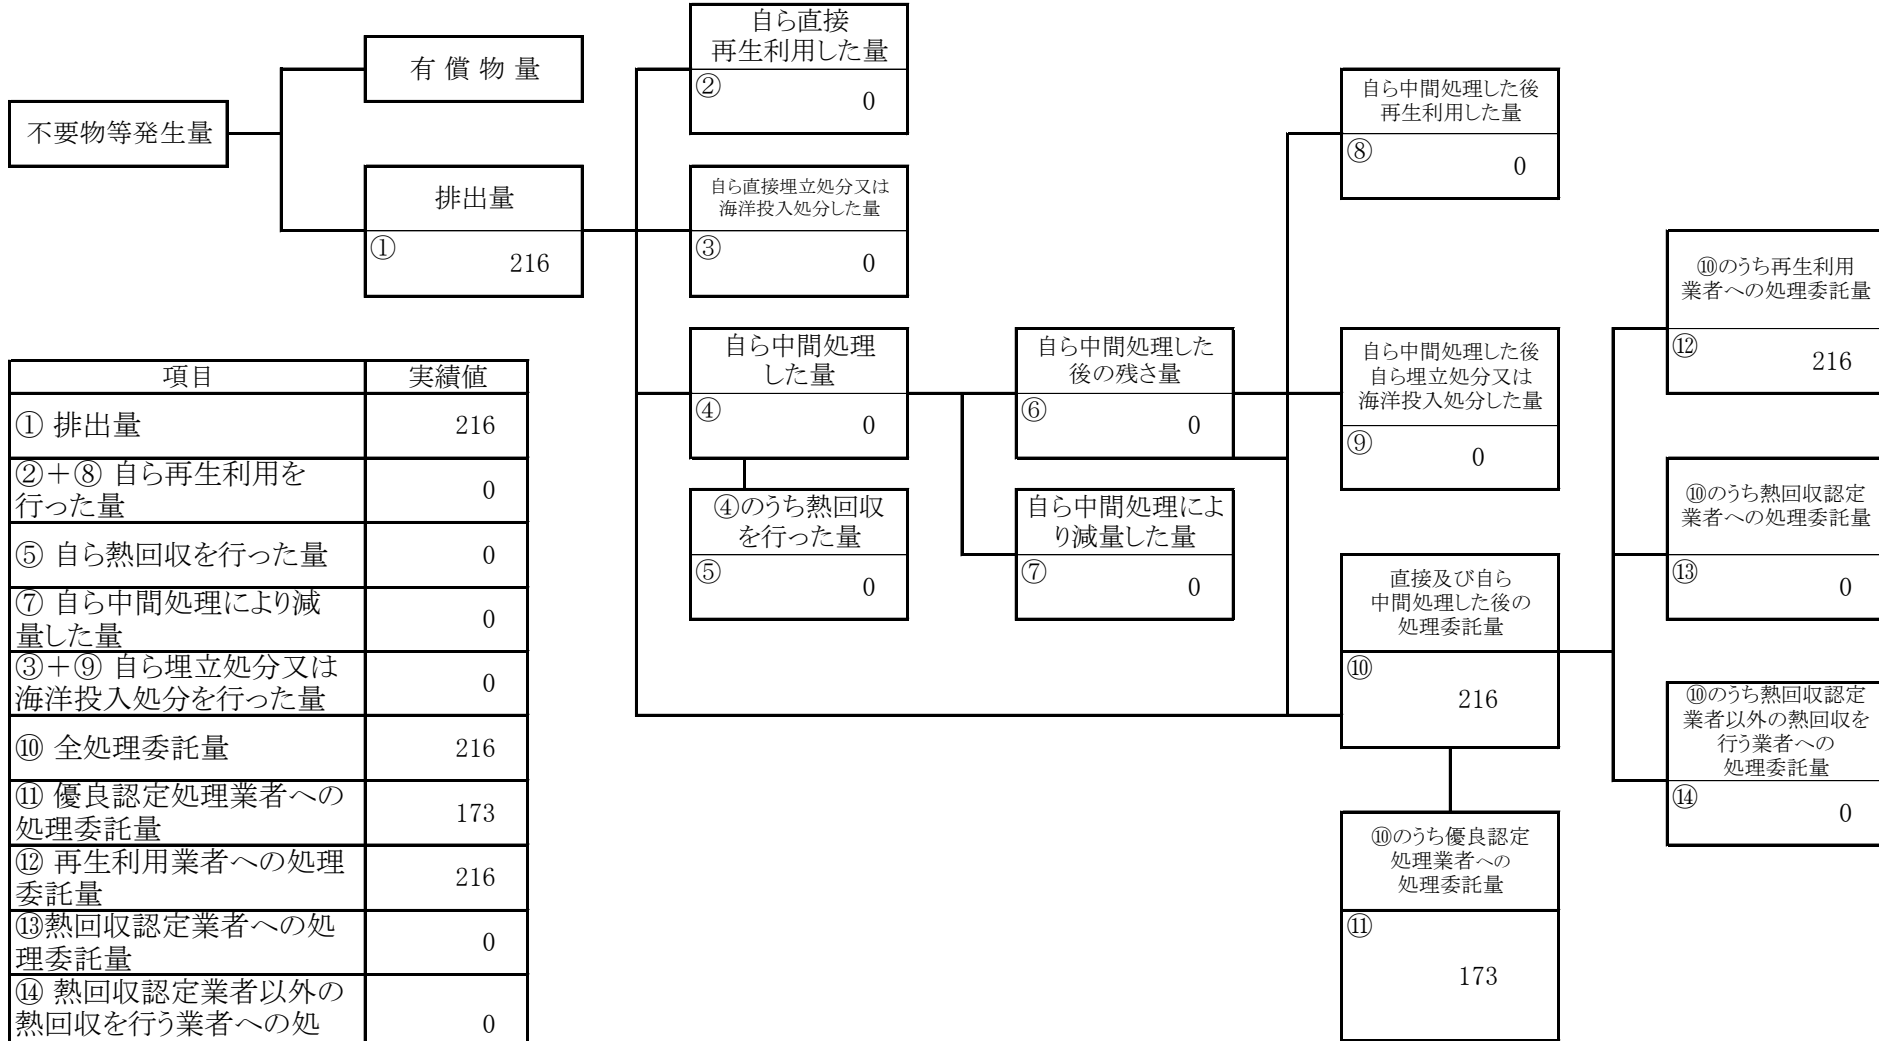 不要物等発生量
有 償 物 量
排出量
①
216
自ら直接
再生利用した量
②
0
自ら直接埋立処分又は
海洋投入処分した量
③
0
自ら中間処理
した量
④
0
④のうち熱回収
を行った量
⑤
0
自ら中間処理した
後の残さ量
⑥
0
自ら中間処理によ
り減量した量
⑦
0
自ら中間処理した後
再生利用した量
⑧
0
自ら中間処理した後
自ら埋立処分又は
海洋投入処分した量
⑨
0
直接及び自ら
中間処理した後の
処理委託量
⑩
216
⑩のうち優良認定
処理業者への
処理委託量
⑪
173
⑩のうち再生利用
業者への処理委託量
⑫
216
⑩のうち熱回収認定
業者への処理委託量
⑬
0
⑩のうち熱回収認定
業者以外の熱回収を
行う業者への
処理委託量
⑭
0
項目 実績値
① 排出量 216
②＋⑧ 自ら再生利用を
行った量 0
⑤ 自ら熱回収を行った量 0
⑦ 自ら中間処理により減
量した量 0
③＋⑨ 自ら埋立処分又は
海洋投入処分を行った量 0
⑩ 全処理委託量 216
⑪ 優良認定処理業者への
処理委託量 173
⑫ 再生利用業者への処理
委託量 216
⑬熱回収認定業者への処
理委託量 0
⑭ 熱回収認定業者以外の
熱回収を行う業者への処 0